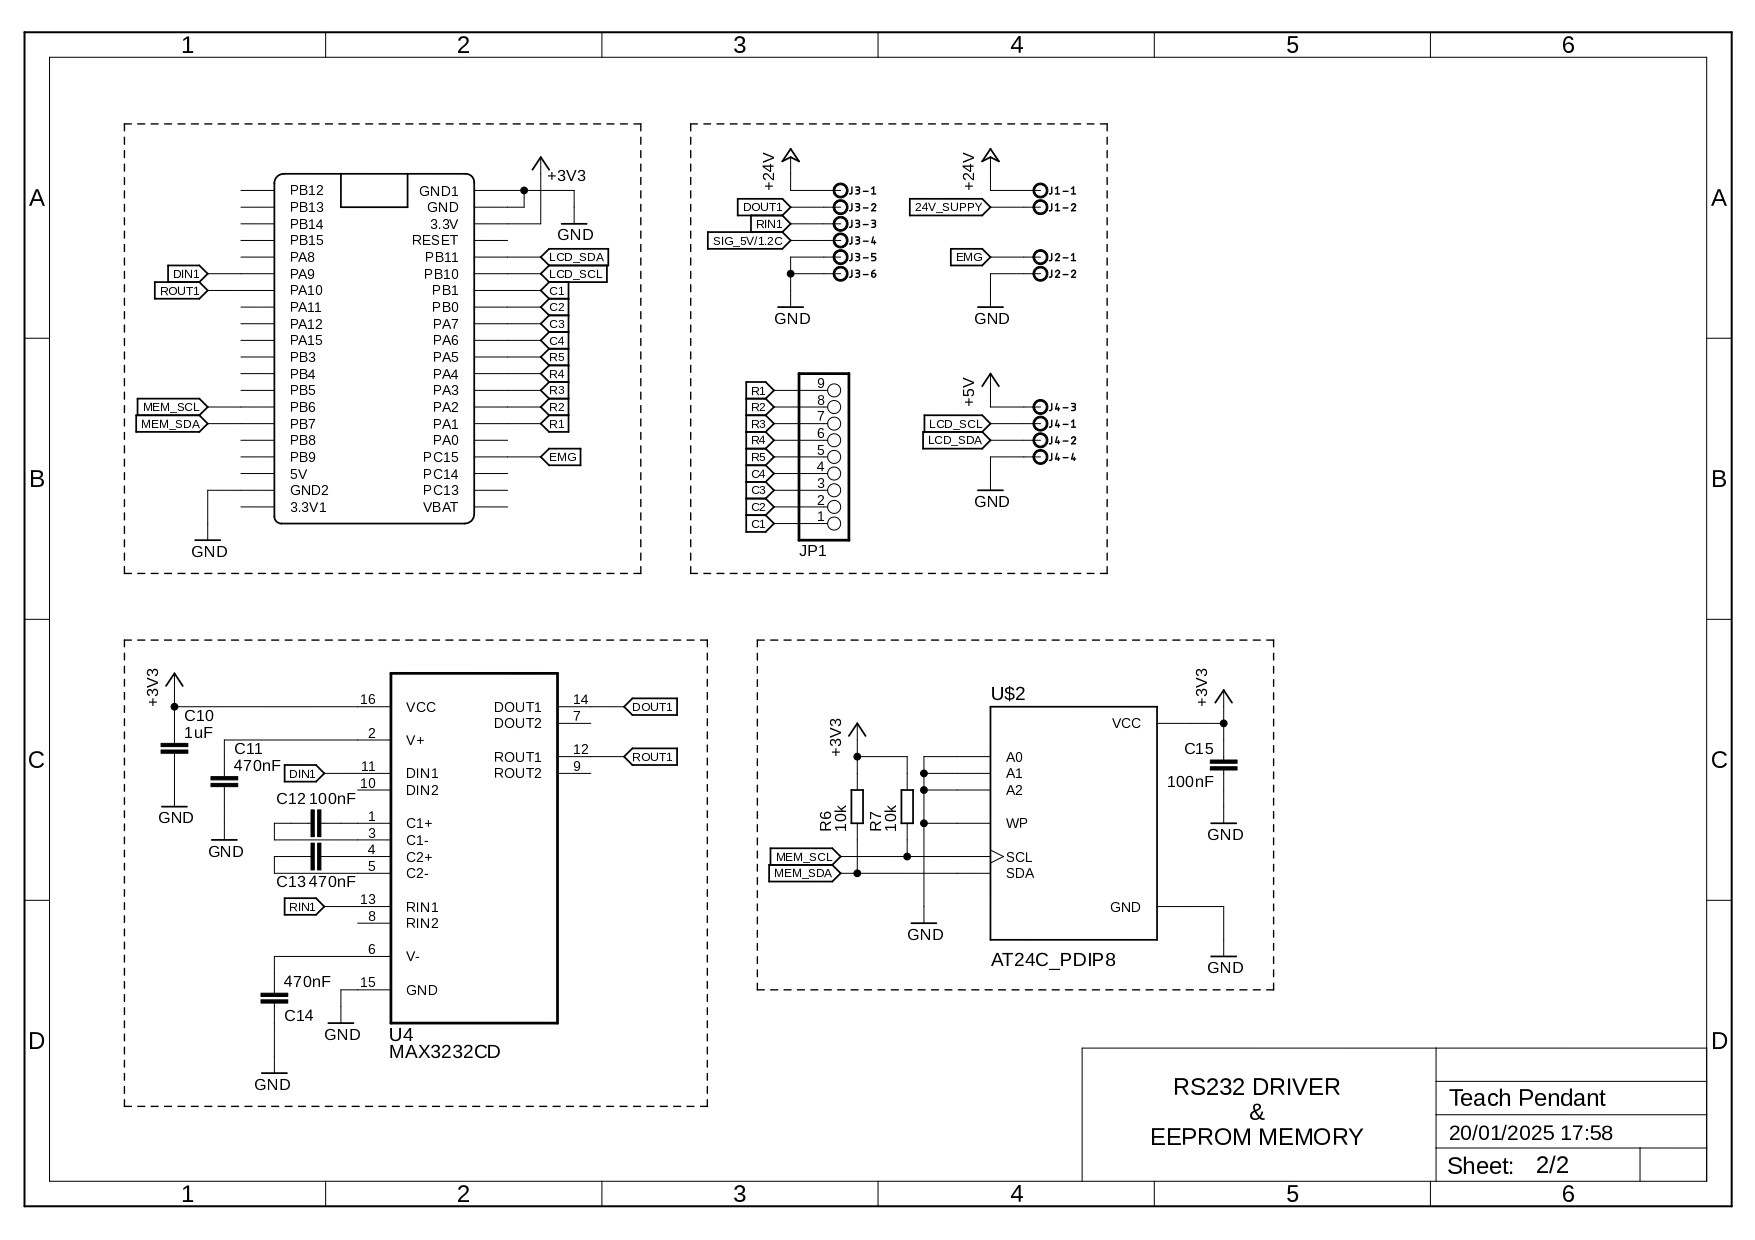 1 2 3 4 5 6
A A
B B
C C
D D
+3V3
PB12 GND1
PB13 GND
PB14 3.3V
GND
PB15 RESET
PA8 PB11 LCD_SDA
DIN1 PA9 PB10 LCD_SCL
ROUT1 PA10 PB1 C1
PA11 PB0 C2
PA12 PA7 C3
PA15 PA6 C4
PB3 PA5 R5
PB4 PA4 R4
PB5 PA3 R3
MEM_SCL PB6 PA2 R2
MEM_SDA PB7 PA1 R1
PB8 PA0
PB9 PC15 EMG
5V PC14
GND2 PC13
3.3V1 VBAT
GND
+24V
J3-1
DOUT1 J3-2
RIN1 J3-3
SIG_5V/1.2C J3-4
J3-5
J3-6
GND
+24V
J1-1
24V_SUPPY J1-2
EMG J2-1
J2-2
GND
R1 9
R2 8
R3 7
R4 6
R5 5
C4 4
C3 3
C2 2
C1 1
JP1
+5V
J4-3
LCD_SCL J4-1
LCD_SDA J4-2
J4-4
GND
+3V3
16 VCC DOUT1 14 DOUT1
C10
1uF
DOUT2 7
2 V+
C11
470nF
ROUT1 12 ROUT1
DIN1 11 DIN1 ROUT2 9
10 DIN2
C12 100nF
GND
1 C1+
3 C1-
GND
4 C2+
5 C2-
C13 470nF
RIN1 13 RIN1
8 RIN2
6 V-
470nF
15 GND
C14
GND
GND
U4
MAX3232CD
U$2
+3V3
+3V3
VCC
C15
100nF
A0
A1
A2
R6
10k
R7
10k
WP
GND
MEM_SCL SCL
MEM_SDA SDA
GND
GND
GND
AT24C_PDIP8
RS232 DRIVER
&
EEPROM MEMORY
Teach Pendant
20/01/2025 17:58
Sheet: 2/2
1 2 3 4 5 6